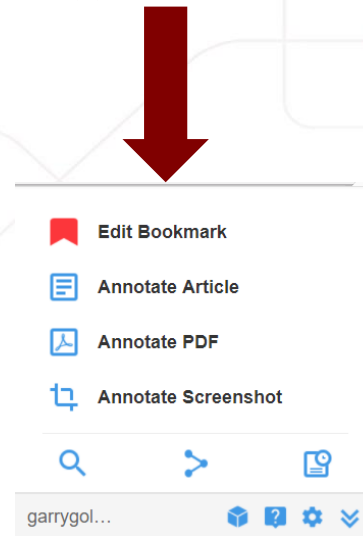 Edit Bookmark
Annotate Article
Annotate PDF
Annotate Screenshot
garrygol...